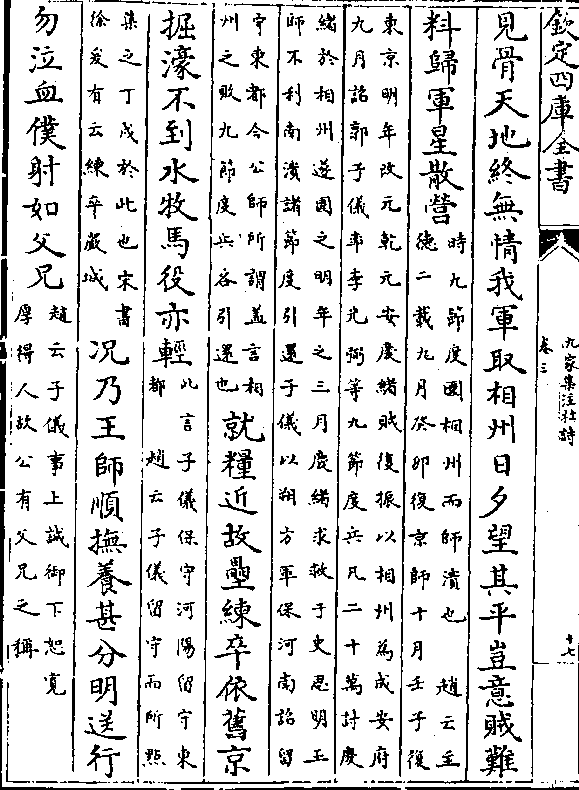 欽定四庫全書
九家集注杜詩
卷三
十七
見骨天地終無情我軍取相州日夕望其平豈意賊難
料歸軍星散營時九節度圍相州而師潰也趙云至
德二載九月癸卯復京師十月壬子復
東京明年改元乾元安慶緒賊復振以相州為成安府
九月詔郭子儀率李光弼等九節度兵凡二十萬討慶
緒於相州遂圍之明年之三月慶緒求救于史思明王
師不利南潰諸節度引還子儀以朔方軍保河南詔留
守東都今公師所謂蓋言相
州之敗九節度兵各引還也就糧近故壘練卒依舊京
掘濠不到水牧馬役亦輕此言子儀保守河陽留守東
都趙云子儀留守而所點
集之丁戍於此也宋書
徐爰有云練卒嚴城況乃王師順撫養甚分明送行
勿泣血僕射如父兄趙云子儀事上誠御下恕寛
厚得人故公有父兄之稱